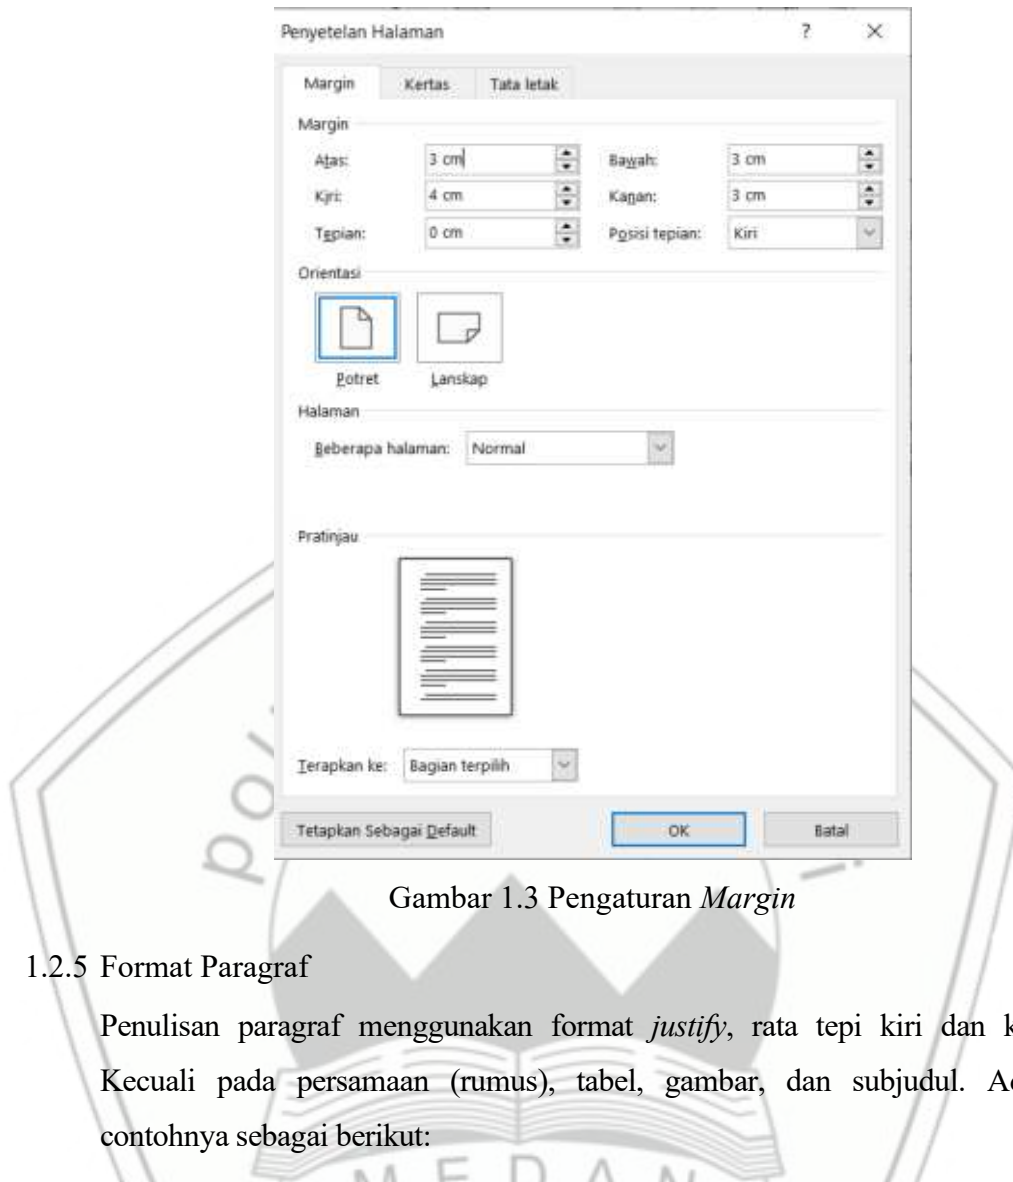 Penyetelan Halaman ? ×
Margin Kertas Tata letak
Margin
Atas: 3 cm Bawah: 3 cm
Kiri: 4 cm Kanan: 3 cm
Tepian: 0 cm Posisi tepian: Kiri
Orientasi
Potret Lanskap
Halaman
Beberapa halaman: Normal
Pratinjau
Terapkan ke: Bagian terpilih
Tetapkan Sebagai Default OK Batal
Gambar 1.3 Pengaturan Margin
1.2.5 Format Paragraf
Penulisan paragraf menggunakan format justify, rata tepi kiri dan
Kecuali pada persamaan (rumus), tabel, gambar, dan subjudul.
contohnya sebagai berikut:
MEDAN